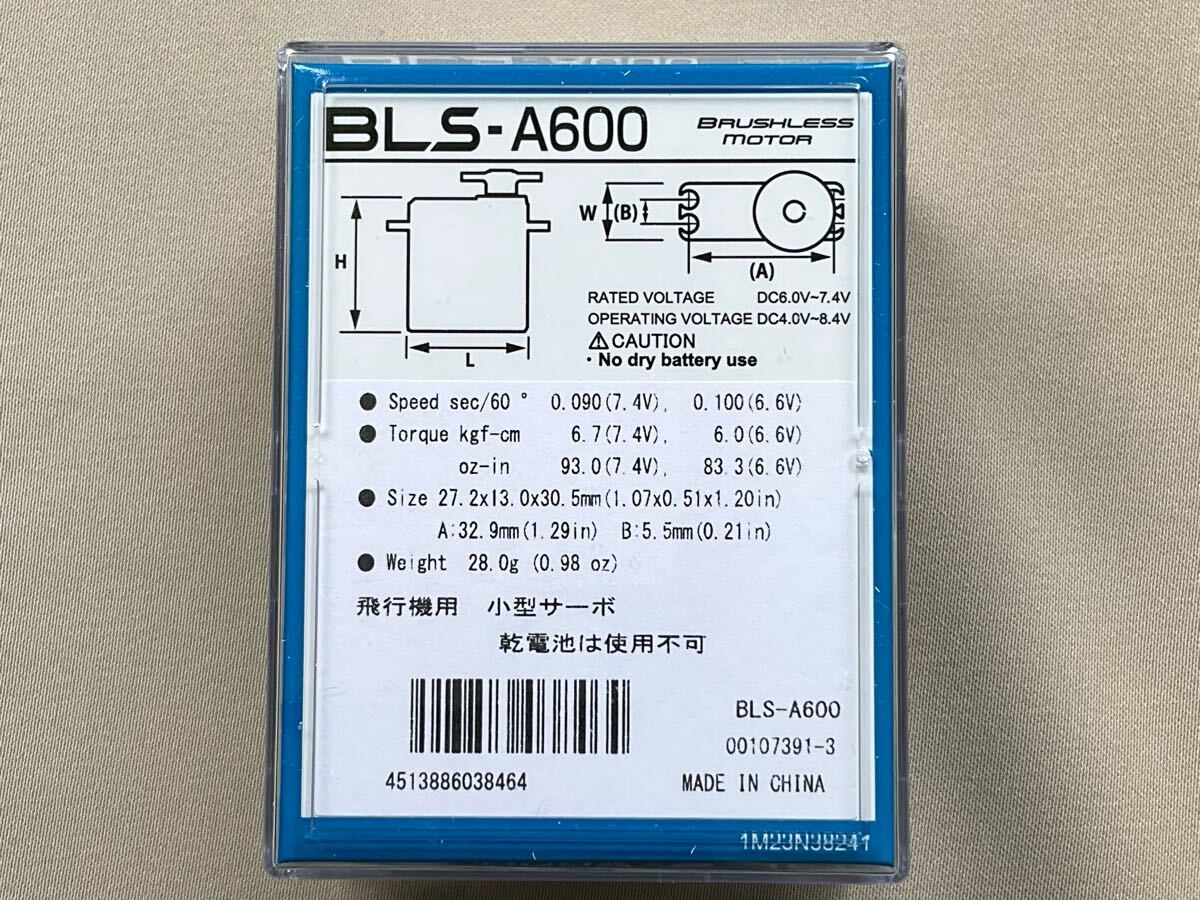 BLS-A600
BRUSHLESS
MOTOR
H
L
W
(B)
(A)
RATED VOLTAGE DC6.0V~7.4V
OPERATING VOLTAGE DC4.0V~8.4V
⚠CAUTION
・No dry battery use
● Speed sec/60 ° 0.090(7.4V), 0.100(6.6V)
● Torque kgf-cm 6.7(7.4V), 6.0(6.6V)
oz-in 93.0(7.4V), 83.3(6.6V)
● Size 27.2x13.0x30.5mm(1.07x0.51x1.20in)
A:32.9mm(1.29in) B:5.5mm(0.21in)
● Weight 28.0g (0.98 oz)
飛行機用 小型サーボ
乾電池は使用不可
BLS-A600
00107391-3
4513886038464
MADE IN CHINA
1M23N38241